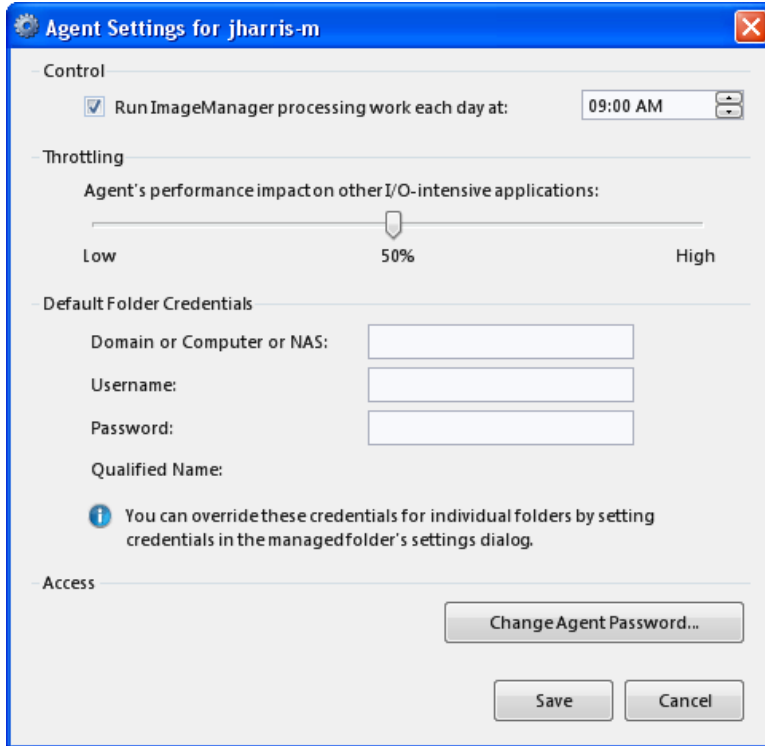 Agent Settings for jharris-m
Control
Run ImageManager processing work each day at: 09:00 AM
Throttling
Agent's performance impact on other I/O-intensive applications:
Low 50% High
Default Folder Credentials
Domain or Computer or NAS:
Username:
Password:
Qualified Name:
You can override these credentials for individual folders by setting
credentials in the managed folder's settings dialog.
Access
Change Agent Password...
Save Cancel